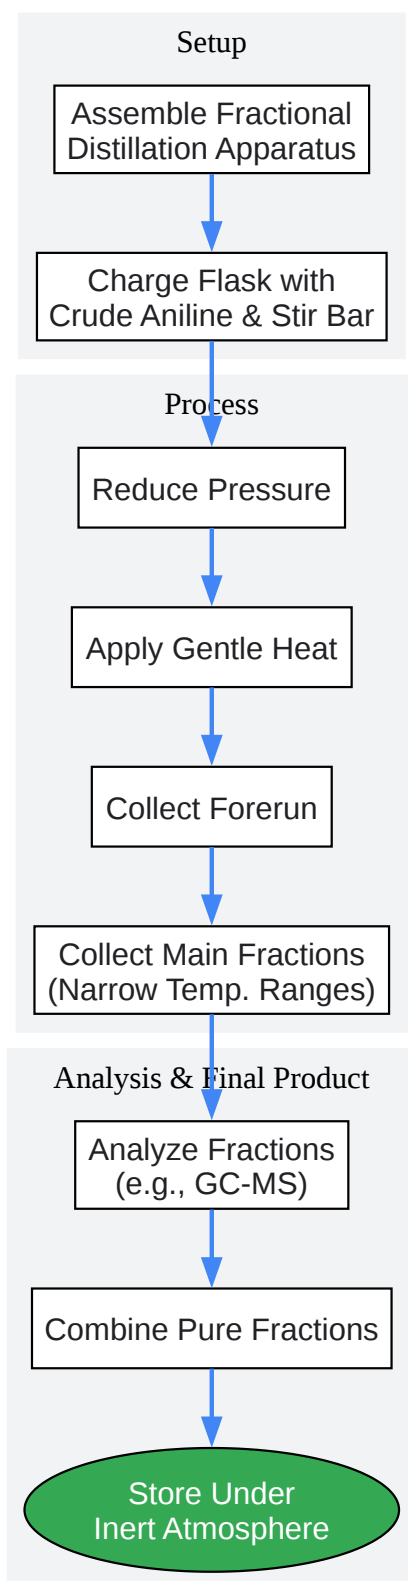 Setup
Assemble Fractional
Distillation Apparatus
Charge Flask with
Crude Aniline & Stir Bar
Process
Reduce Pressure
Apply Gentle Heat
Collect Forerun
Collect Main Fractions
(Narrow Temp. Ranges)
Analysis & Final Product
Analyze Fractions
(e.g., GC-MS)
Combine Pure Fractions
Store Under
Inert Atmosphere